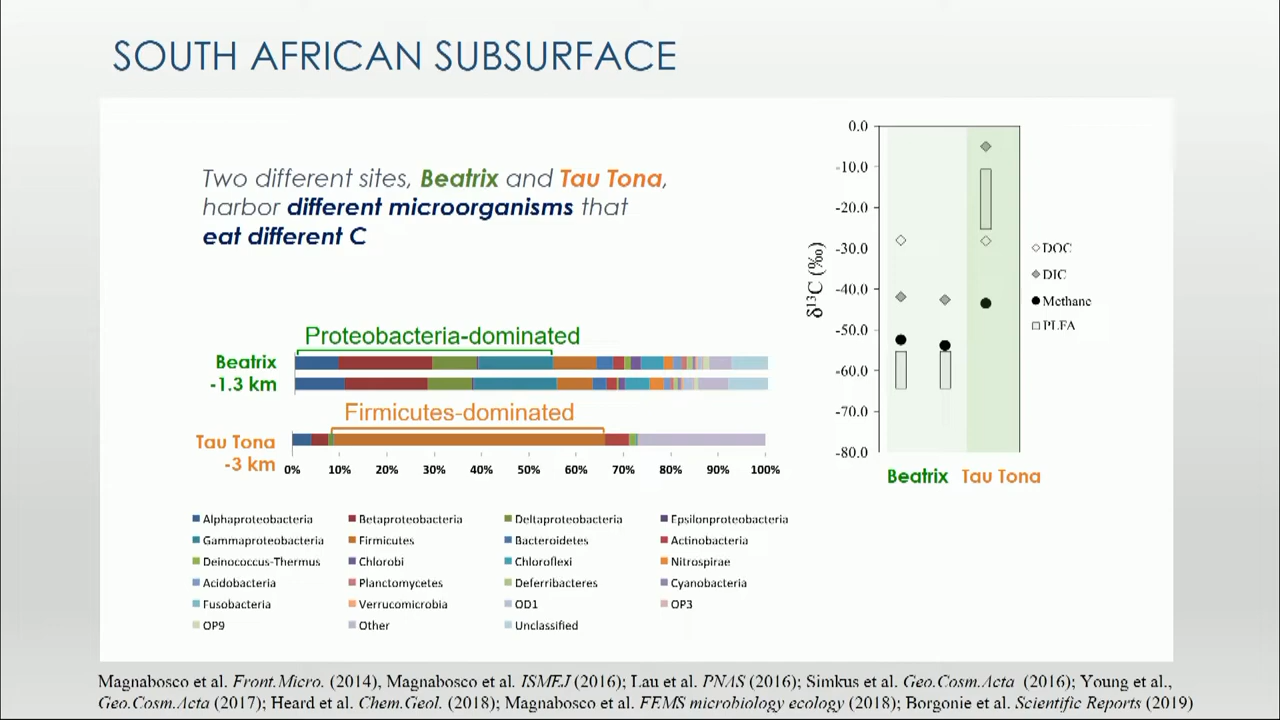 SOUTH AFRICAN SUBSURFACE
Two different sites, Beatrix and Tau Tona,
harbor different microorganisms that
eat different C
Proteobacteria-dominated
Beatrix
-1.3 km
Firmicutes-dominated
Tau Tona
-3 km
0% 10% 20% 30% 40% 50% 60% 70% 80% 90% 100%
Alphaproteobacteria Betaproteobacteria Deltaproteobacteria Epsilonproteobacteria
Gammaproteobacteria Firmicutes Bacteroidetes Actinobacteria
Deinococcus-Thermus Chlorobi Chloroflexi Nitrospirae
Acidobacteria Planctomycetes Deferribacteres Cyanobacteria
Fusobacteria Verrucomicrobia OD1 OP3
OP9 Other Unclassified
0.0
-10.0
-20.0
-30.0
-40.0
-50.0
-60.0
-70.0
-80.0
δ¹³C (‰)
DOC
DIC
Methane
PLFA
Beatrix Tau Tona
Magnabosco et al. Front.Micro. (2014), Magnabosco et al. ISMEJ (2016); Lau et al. PNAS (2016); Simkus et al. Geo.Cosm.Acta (2016); Young et al.,
Geo.Cosm.Acta (2017); Heard et al. Chem.Geol. (2018); Magnabosco et al. FEMS microbiology ecology (2018); Borgonie et al. Scientific Reports (2019)